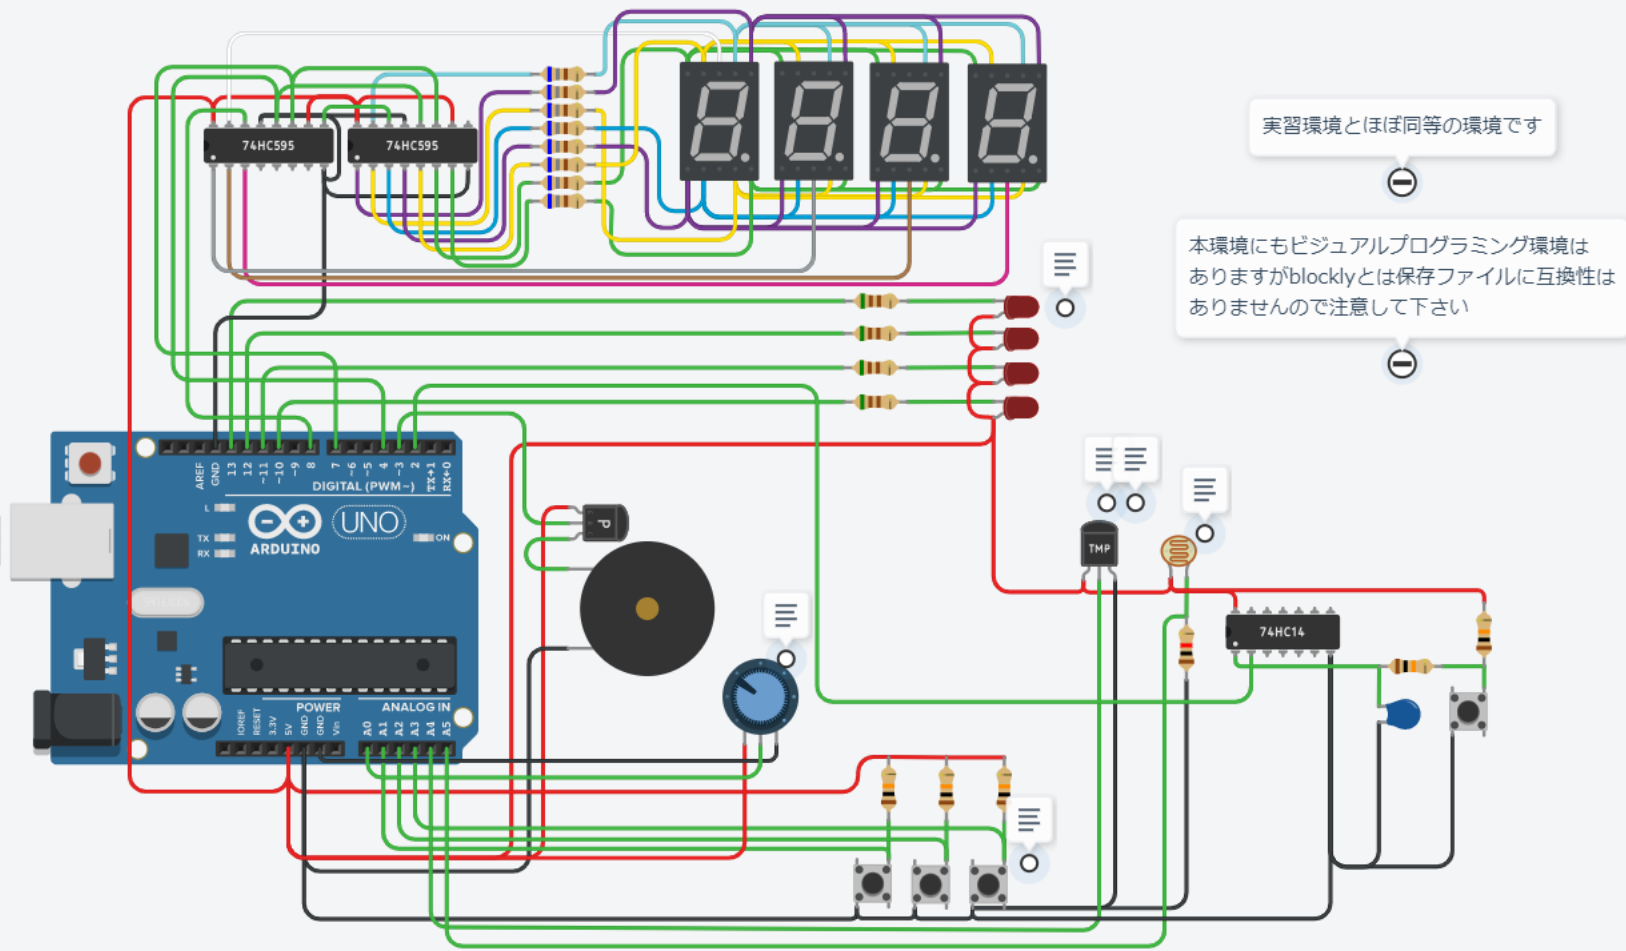 74HC595
74HC595
実習環境とほぼ同等の環境です
本環境にもビジュアルプログラミング環境は
ありますがblocklyとは保存ファイルに互換性は
ありませんので注意して下さい
AREF
GND
13
12
~11
~10
~9
8
7
~6
~5
4
~3
2
TX→1
RX←0
DIGITAL (PWM~)
L
TX
RX
ARDUINO
UNO
ON
P
TMP
74HC14
POWER
ANALOG IN
IOREF
RESET
3.3V
5V
GND
GND
Vin
A0
A1
A2
A3
A4
A5